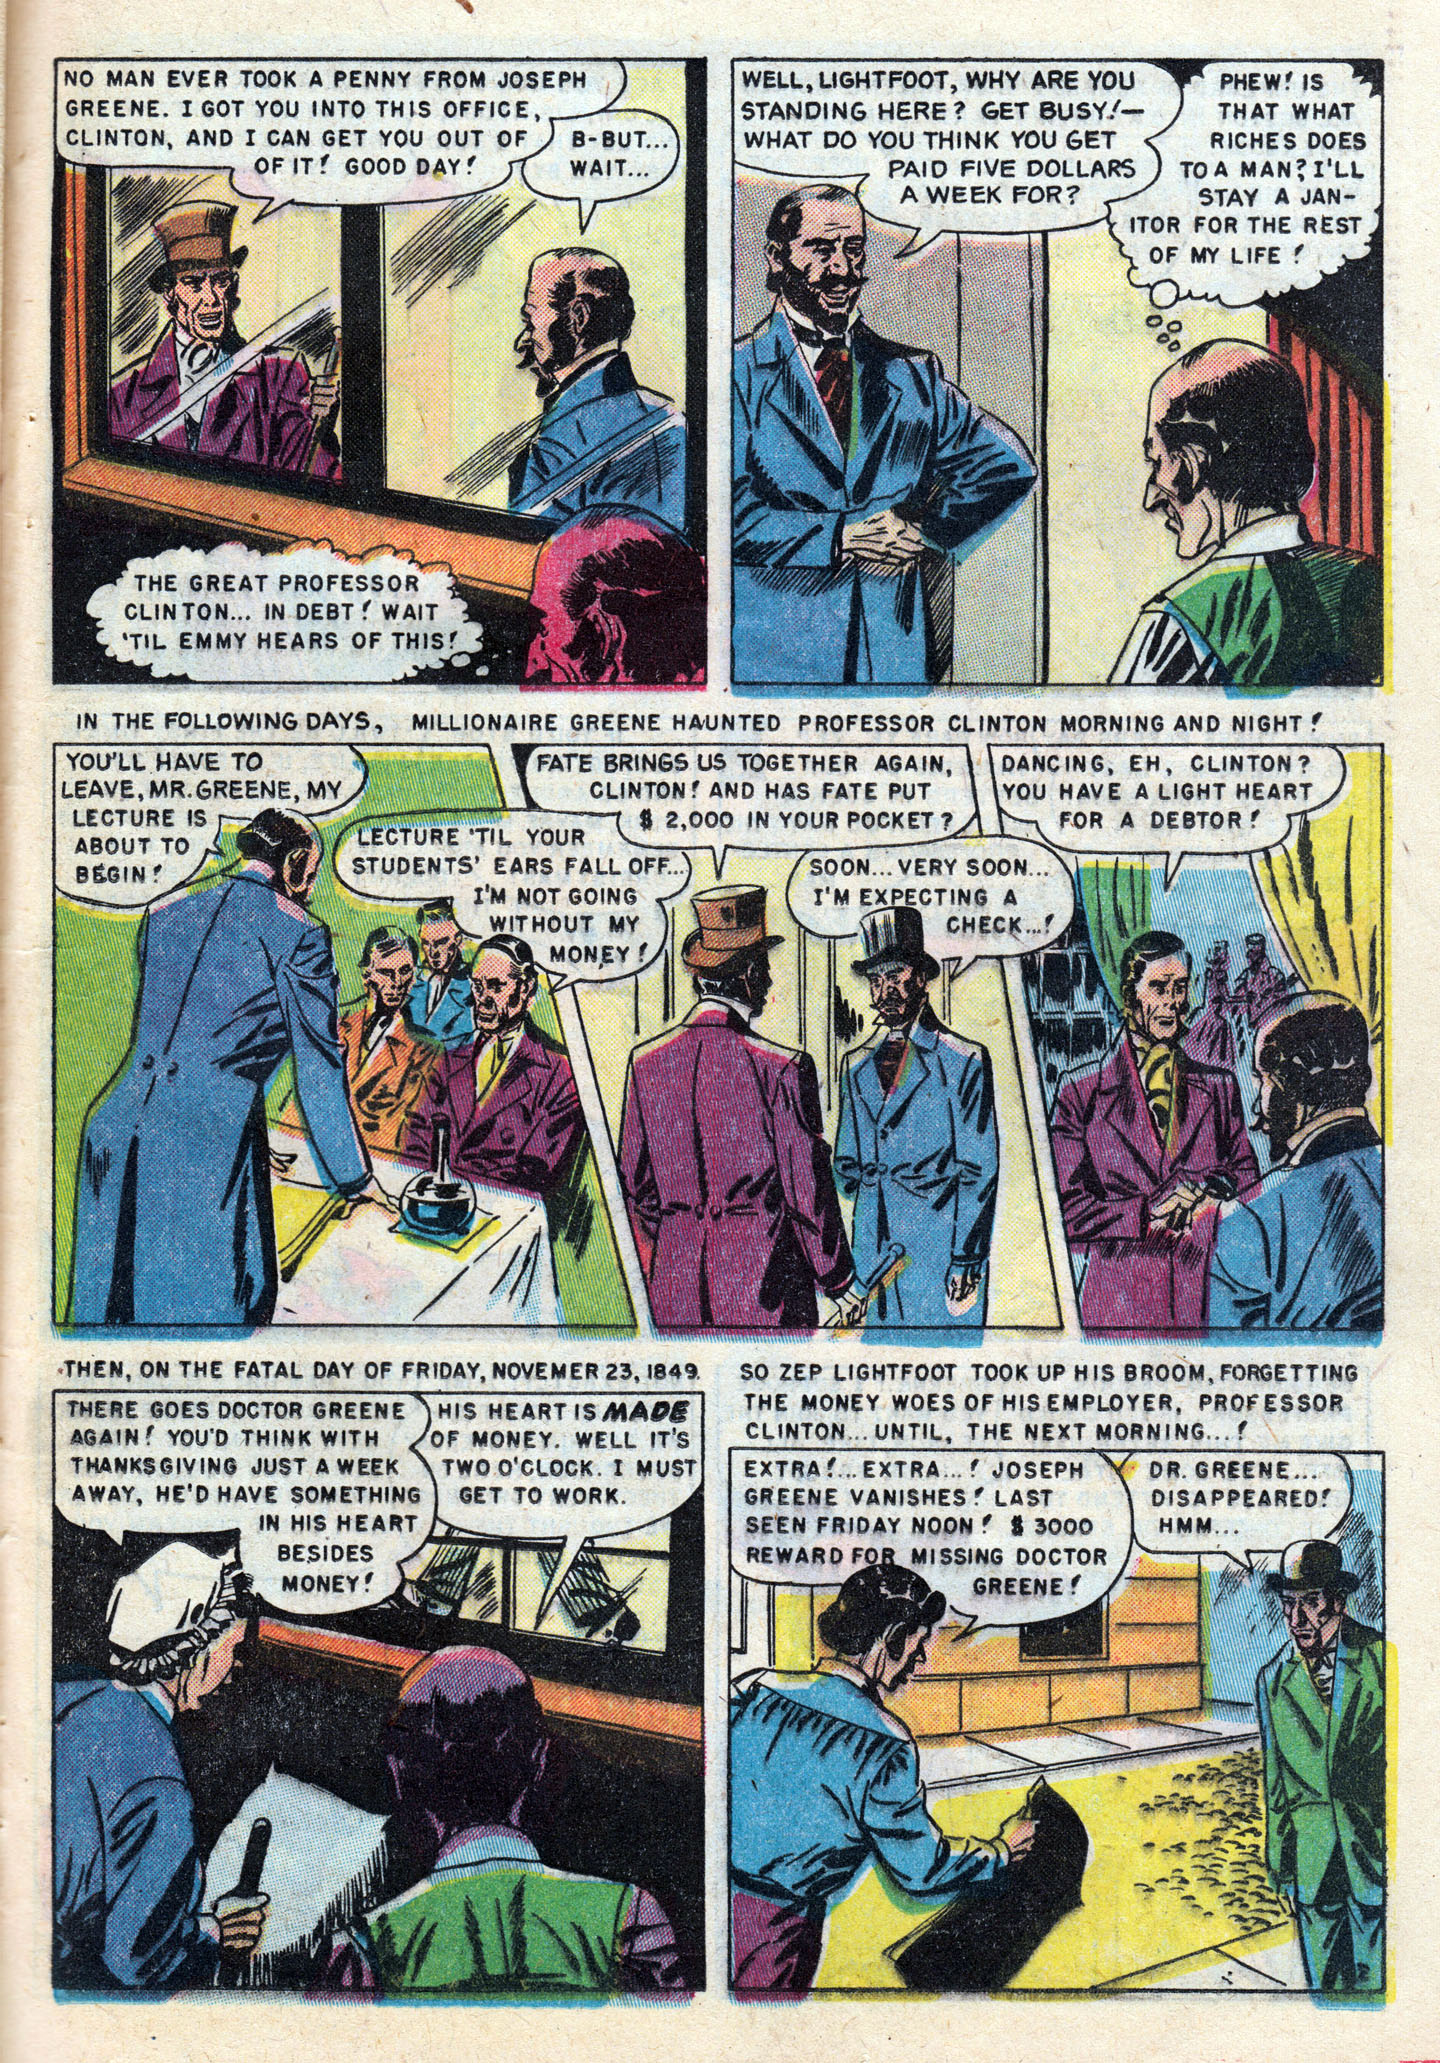 NO MAN EVER TOOK A PENNY FROM JOSEPH
GREENE. I GOT YOU INTO THIS OFFICE,
CLINTON, AND I CAN GET YOU OUT OF
OF IT! GOOD DAY!
B-BUT...
WAIT...
THE GREAT PROFESSOR
CLINTON... IN DEBT! WAIT
'TIL EMMY HEARS OF THIS!
WELL, LIGHTFOOT, WHY ARE YOU
STANDING HERE? GET BUSY!—
WHAT DO YOU THINK YOU GET
PAID FIVE DOLLARS
A WEEK FOR?
PHEW! IS
THAT WHAT
RICHES DOES
TO A MAN? I'LL
STAY A JAN-
ITOR FOR THE REST
OF MY LIFE!
IN THE FOLLOWING DAYS, MILLIONAIRE GREENE HAUNTED PROFESSOR CLINTON MORNING AND NIGHT!
YOU'LL HAVE TO
LEAVE, MR. GREENE, MY
LECTURE IS
ABOUT TO
BEGIN!
LECTURE 'TIL YOUR
STUDENTS' EARS FALL OFF...
I'M NOT GOING
WITHOUT MY
MONEY!
FATE BRINGS US TOGETHER AGAIN,
CLINTON! AND HAS FATE PUT
$2,000 IN YOUR POCKET?
SOON... VERY SOON...
I'M EXPECTING A
CHECK...!
DANCING, EH, CLINTON?
YOU HAVE A LIGHT HEART
FOR A DEBTOR!
THEN, ON THE FATAL DAY OF FRIDAY, NOVEMER 23, 1849.
THERE GOES DOCTOR GREENE
AGAIN! YOU'D THINK WITH
THANKSGIVING JUST A WEEK
AWAY, HE'D HAVE SOMETHING
IN HIS HEART
BESIDES
MONEY!
HIS HEART IS MADE
OF MONEY. WELL IT'S
TWO O'CLOCK. I MUST
GET TO WORK.
SO ZEP LIGHTFOOT TOOK UP HIS BROOM, FORGETTING
THE MONEY WOES OF HIS EMPLOYER, PROFESSOR
CLINTON... UNTIL, THE NEXT MORNING...!
EXTRA!... EXTRA...! JOSEPH
GREENE VANISHES! LAST
SEEN FRIDAY NOON! $3000
REWARD FOR MISSING DOCTOR
GREENE!
DR. GREENE...
DISAPPEARED!
HMM...
2